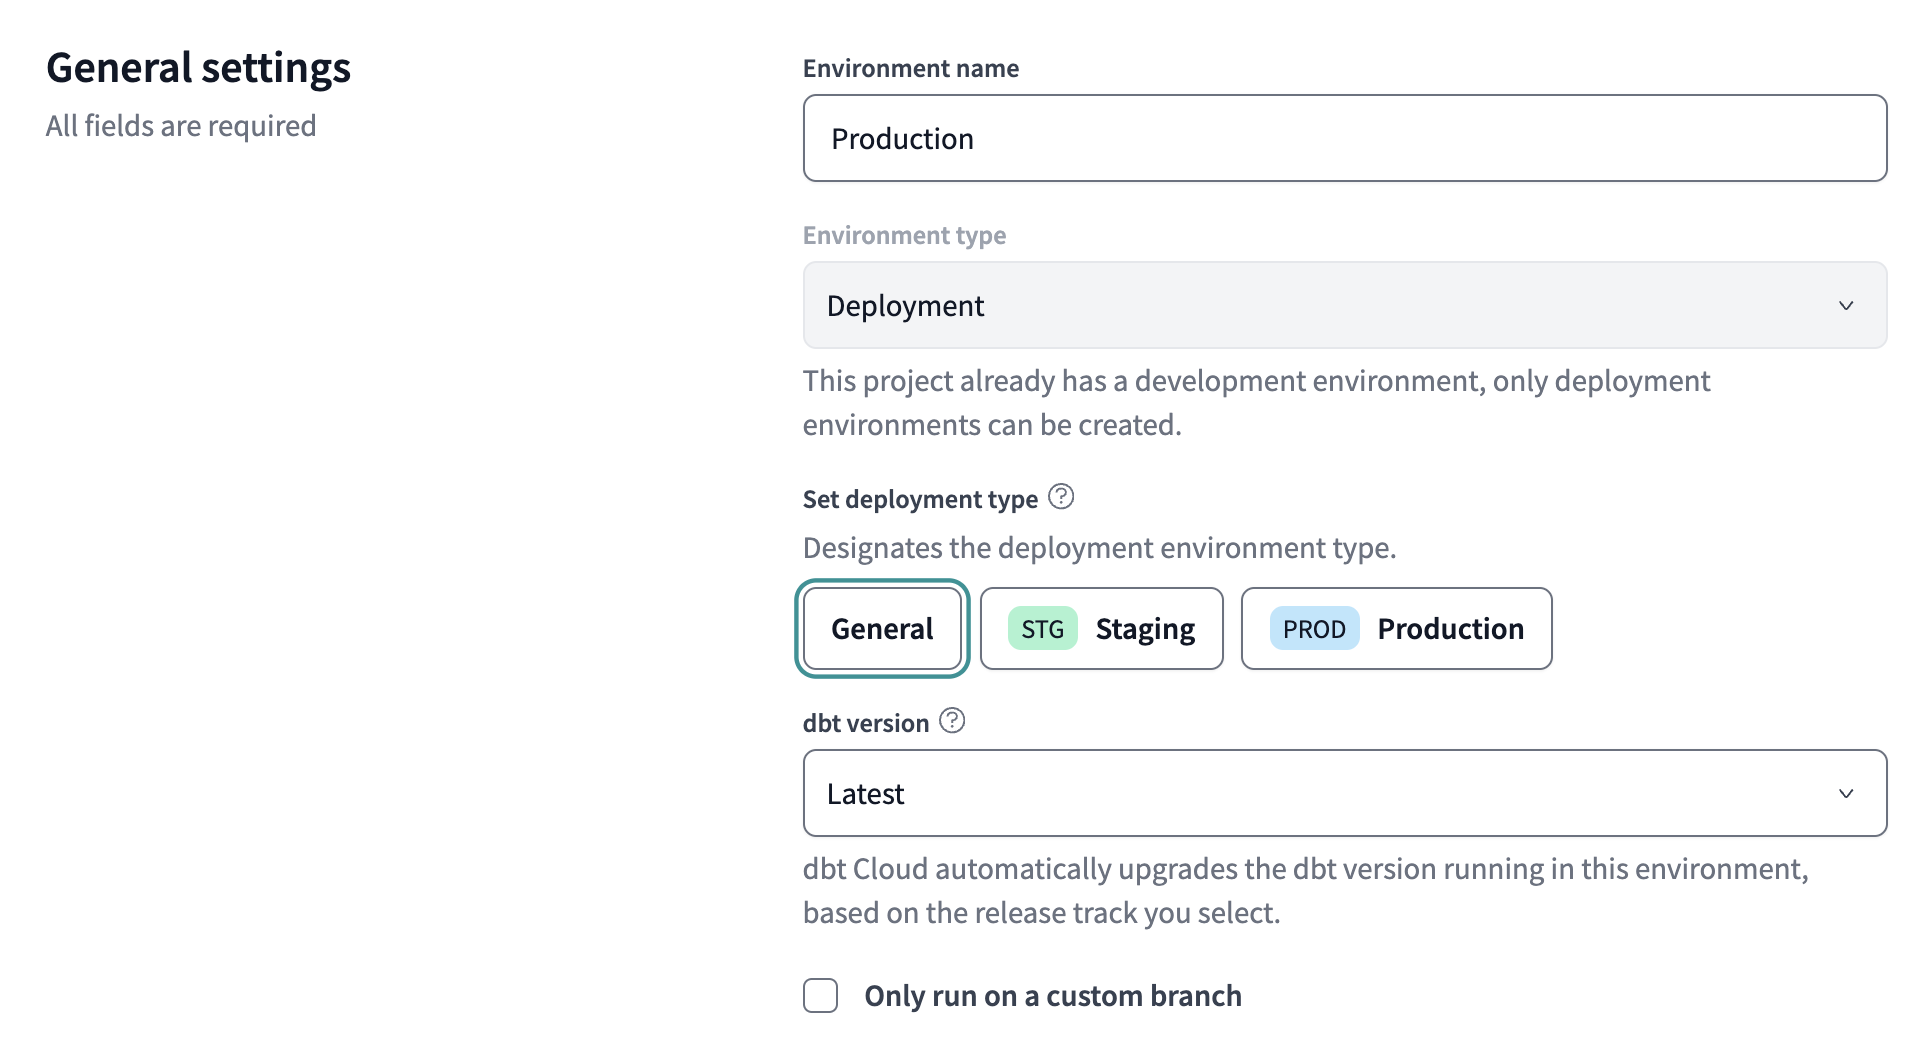 General settings
All fields are required
Environment name
Production
Environment type
Deployment
This project already has a development environment, only deployment
environments can be created.
Set deployment type ?
Designates the deployment environment type.
General STG Staging PROD Production
dbt version ?
Latest
dbt Cloud automatically upgrades the dbt version running in this environment,
based on the release track you select.
Only run on a custom branch